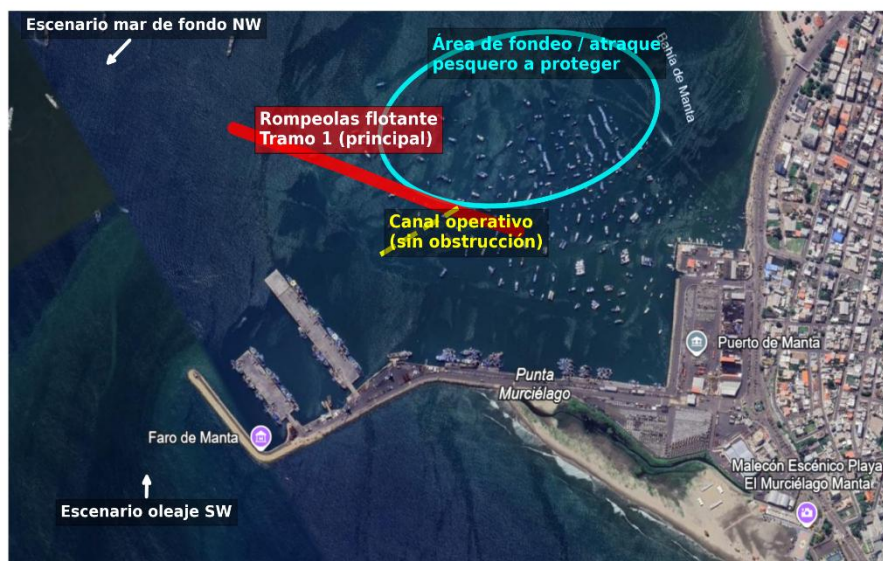 Escenario mar de fondo NW
Área de fondeo / atraque
pesquero a proteger
Bahía de Manta
Rompeolas flotante
Tramo 1 (principal)
Canal operativo
(sin obstrucción)
Puerto de Manta
Punta
Murciélago
Faro de Manta
Malecón Escénico Playa
El Murciélago Manta
Escenario oleaje SW